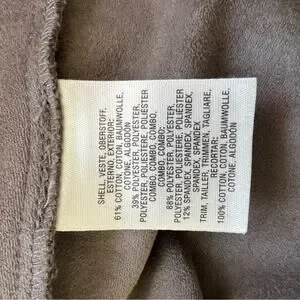 SHELL, VESTE, OBERSTOFF,
ESTERNO, EXTERIOR:
61% COTTON, COTON, BAUMWOLLE,
COTONE, ALGODÓN
39% POLYESTER, POLYESTER,
POLYESTER, POLIESTERE, POLIÉSTER
COMBO, COMBO, COMBO,
COMBO, COMBO:
88% POLYESTER, POLYESTER,
POLYESTER, POLIESTERE, POLIÉSTER
12% SPANDEX, SPANDEX, SPANDEX,
SPANDEX, SPANDEX
TRIM, TAILLER, TRIMMEN, TAGLIARE,
RECORTAR:
100% COTTON, COTON, BAUMWOLLE,
COTONE, ALGODÓN